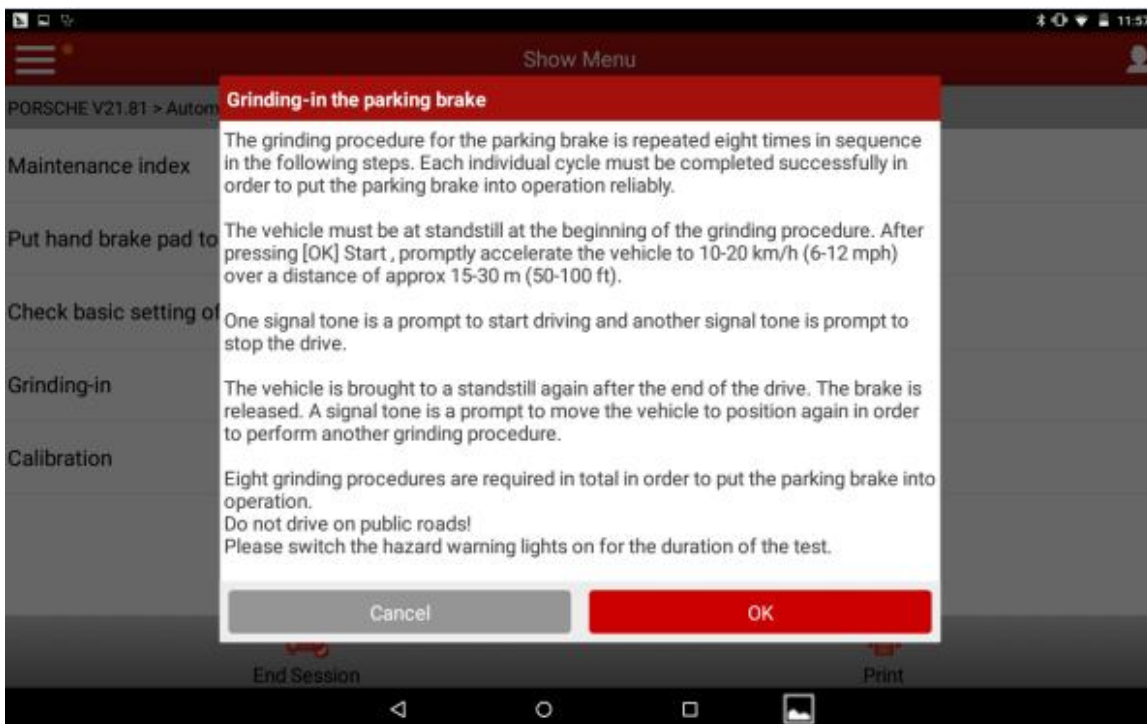 11:57
Show Menu
PORSCHE V21.81 > Autom
Maintenance index
Put hand brake pad to
Check basic setting of
Grinding-in
Calibration
Grinding-in the parking brake
The grinding procedure for the parking brake is repeated eight times in sequence
in the following steps. Each individual cycle must be completed successfully in
order to put the parking brake into operation reliably.
The vehicle must be at standstill at the beginning of the grinding procedure. After
pressing [OK] Start , promptly accelerate the vehicle to 10-20 km/h (6-12 mph)
over a distance of approx 15-30 m (50-100 ft).
One signal tone is a prompt to start driving and another signal tone is prompt to
stop the drive.
The vehicle is brought to a standstill again after the end of the drive. The brake is
released. A signal tone is a prompt to move the vehicle to position again in order
to perform another grinding procedure.
Eight grinding procedures are required in total in order to put the parking brake into
operation.
Do not drive on public roads!
Please switch the hazard warning lights on for the duration of the test.
Cancel
OK
End Session
Print